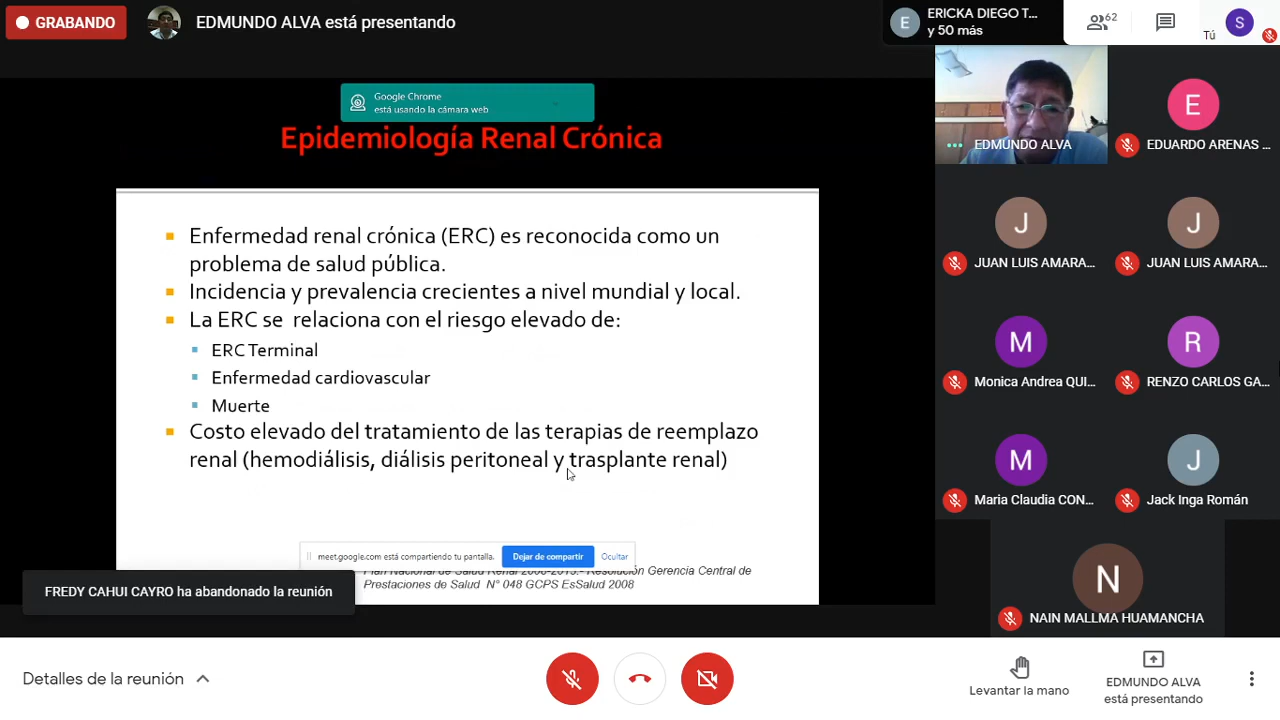 GRABANDO
EDMUNDO ALVA está presentando
E
ERICKA DIEGO T...
y 50 más
62
Tú
S
Google Chrome
está usando la cámara web
Epidemiología Renal Crónica
Enfermedad renal crónica (ERC) es reconocida como un
problema de salud pública.
Incidencia y prevalencia crecientes a nivel mundial y local.
La ERC se relaciona con el riesgo elevado de:
ERC Terminal
Enfermedad cardiovascular
Muerte
Costo elevado del tratamiento de las terapias de reemplazo
renal (hemodiálisis, diálisis peritoneal y trasplante renal)
meet.google.com está compartiendo tu pantalla.
Dejar de compartir
Ocultar
Resolución Gerencia Central de
Prestaciones de Salud N° 048 GCPS EsSalud 2008
FREDY CAHUI CAYRO ha abandonado la reunión
EDMUNDO ALVA
E
EDUARDO ARENAS ...
J
JUAN LUIS AMARA...
J
JUAN LUIS AMARA...
M
Monica Andrea QUI...
R
RENZO CARLOS GA...
M
Maria Claudia CON...
J
Jack Inga Román
N
NAIN MALLMA HUAMANCHA
Detalles de la reunión
Levantar la mano
EDMUNDO ALVA
está presentando